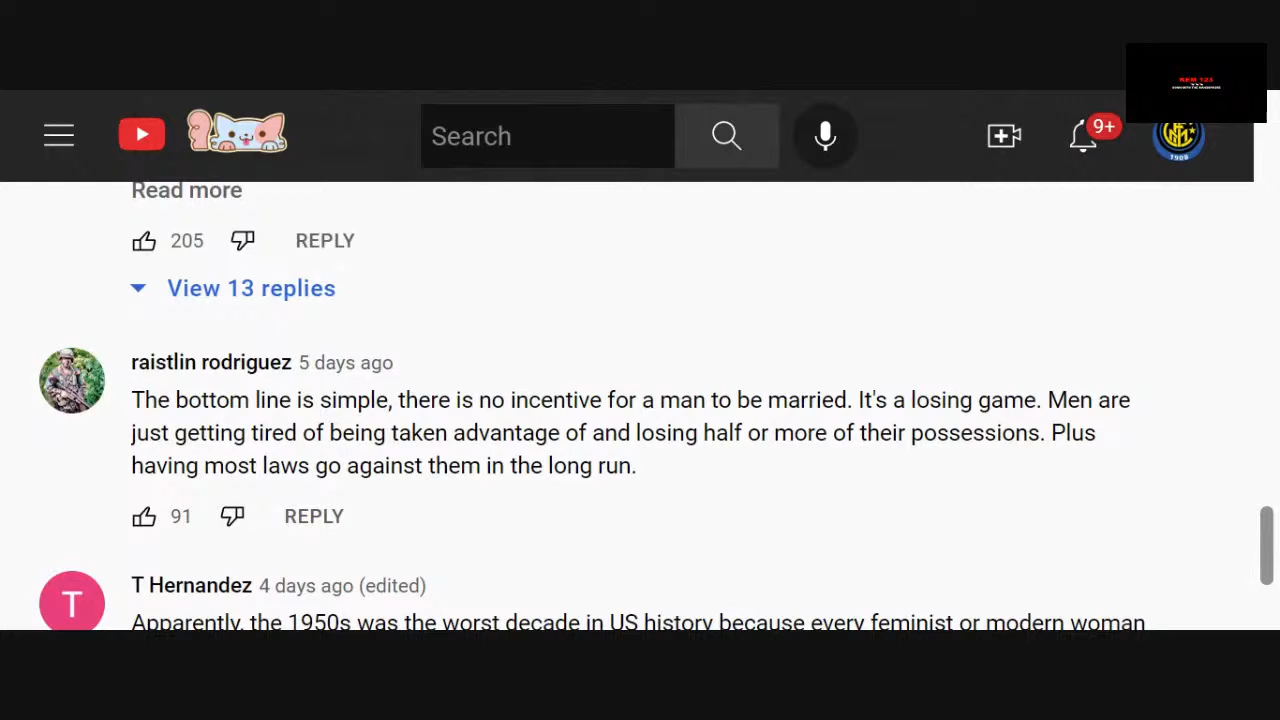 KEM 123
Search
9+
1908
Read more
205
REPLY
View 13 replies
raistlin rodriguez 5 days ago
The bottom line is simple, there is no incentive for a man to be married. It's a losing game. Men are
just getting tired of being taken advantage of and losing half or more of their possessions. Plus
having most laws go against them in the long run.
91
REPLY
T
T Hernandez 4 days ago (edited)
Apparently, the 1950s was the worst decade in US history because every feminist or modern woman